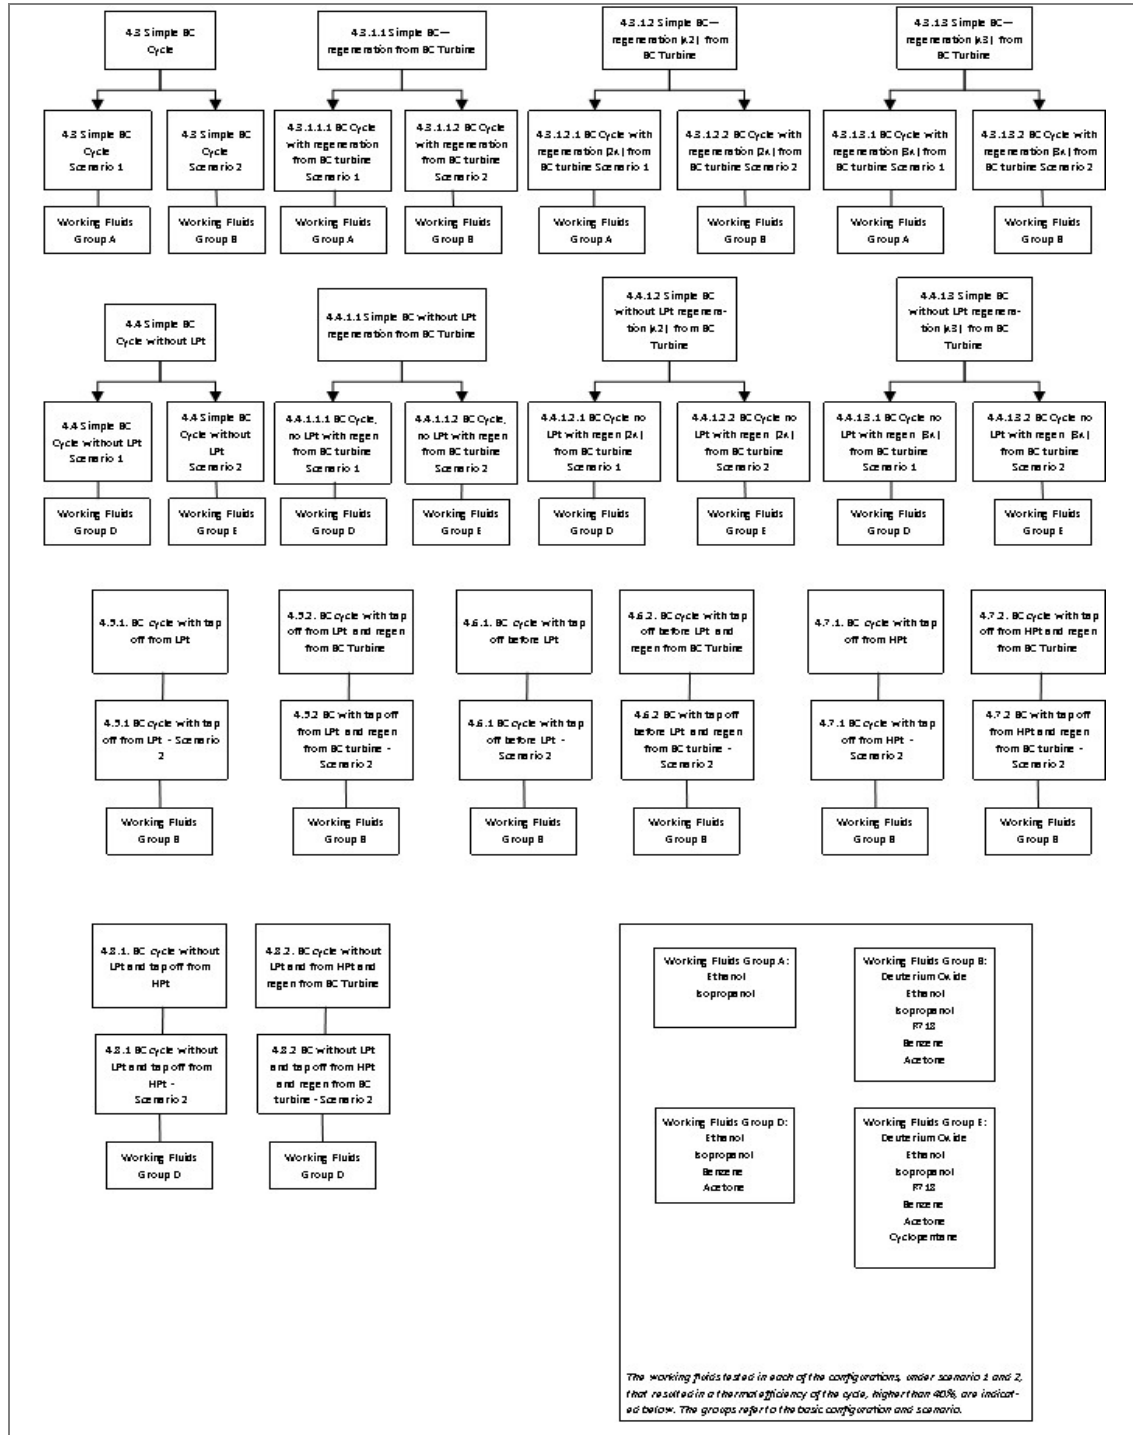 4.3 Simple BC
Cycle
4.3.1.1 Simple BC—
regeneration from BC Turbine
4.3.1.2 Simple BC—
regeneration (x2) from
BC Turbine
4.3.1.3 Simple BC—
regeneration (x3) from
BC Turbine
4.3 Simple BC
Cycle
Scenario 1
4.3 Simple BC
Cycle
Scenario 2
4.3.1.1.1 BC Cycle
with regeneration
from BC turbine
Scenario 1
4.3.1.1.2 BC Cycle
with regeneration
from BC turbine
Scenario 2
4.3.1.2.1 BC Cycle with
regeneration (2x) from
BC turbine Scenario 1
4.3.1.2.2 BC Cycle with
regeneration (2x) from
BC turbine Scenario 2
4.3.1.3.1 BC Cycle with
regeneration (3x) from
BC turbine Scenario 1
4.3.1.3.2 BC Cycle with
regeneration (3x) from
BC turbine Scenario 2
Working Fluids
Group A
Working Fluids
Group B
Working Fluids
Group A
Working Fluids
Group B
Working Fluids
Group A
Working Fluids
Group B
Working Fluids
Group A
Working Fluids
Group B
4.4 Simple BC
Cycle without LPt
4.4.1.1 Simple BC without LPt
regeneration from BC Turbine
4.4.1.2 Simple BC
without LPt regenera-
tion (x2) from BC
Turbine
4.4.1.3 Simple BC
without LPt regenera-
tion (x3) from BC
Turbine
4.4 Simple BC
Cycle without LPt
Scenario 1
4.4 Simple BC
Cycle without
LPt
Scenario 2
4.4.1.1.1 BC Cycle,
no LPt with regen
from BC turbine
Scenario 1
4.4.1.1.2 BC Cycle,
no LPt with regen
from BC turbine
Scenario 2
4.4.1.2.1 BC Cycle no
LPt with regen (2x)
from BC turbine
Scenario 1
4.4.1.2.2 BC Cycle no
LPt with regen (2x)
from BC turbine
Scenario 2
4.4.1.3.1 BC Cycle no
LPt with regen (3x)
from BC turbine
Scenario 1
4.4.1.3.2 BC Cycle no
LPt with regen (3x)
from BC turbine
Scenario 2
Working Fluids
Group D
Working Fluids
Group E
Working Fluids
Group D
Working Fluids
Group E
Working Fluids
Group D
Working Fluids
Group E
Working Fluids
Group D
Working Fluids
Group E
4.5.1. BC cycle with tap
off from LPt
4.5.2. BC cycle with tap
off from LPt and regen
from BC Turbine
4.6.1. BC cycle with tap
off before LPt
4.6.2. BC cycle with tap
off before LPt and
regen from BC Turbine
4.7.1. BC cycle with tap
off from HPt
4.7.2. BC cycle with tap
off from HPt and regen
from BC Turbine
4.5.1 BC cycle with tap
off from LPt - Scenario
2
4.5.2 BC with tap off
from LPt and regen
from BC turbine -
Scenario 2
4.6.1 BC cycle with tap
off before LPt -
Scenario 2
4.6.2 BC with tap off
before LPt and regen
from BC turbine -
Scenario 2
4.7.1 BC cycle with tap
off from HPt -
Scenario 2
4.7.2 BC with tap off
from HPt and regen
from BC turbine -
Scenario 2
Working Fluids
Group B
Working Fluids
Group B
Working Fluids
Group B
Working Fluids
Group B
Working Fluids
Group B
Working Fluids
Group B
4.8.1. BC cycle without
LPt and tap off from
HPt
4.8.2. BC cycle without
LPt and from HPt and
regen from BC Turbine
4.8.1 BC cycle without
LPt and tap off from
HPt -
Scenario 2
4.8.2 BC without LPt
and tap off from HPt
and regen from BC
turbine - Scenario 2
Working Fluids
Group D
Working Fluids
Group D
Working Fluids Group A:
Ethanol
Isopropanol
Working Fluids Group B:
Deuterium Oxide
Ethanol
Isopropanol
R718
Benzene
Acetone
Working Fluids Group D:
Ethanol
Isopropanol
Benzene
Acetone
Working Fluids Group E:
Deuterium Oxide
Ethanol
Isopropanol
R718
Benzene
Acetone
Cyclopentane
The working fluids tested in each of the configurations, under scenario 1 and 2,
that resulted in a thermal efficiency of the cycle, higher than 40%, are indicat-
ed below. The groups refer to the basic configuration and scenario.